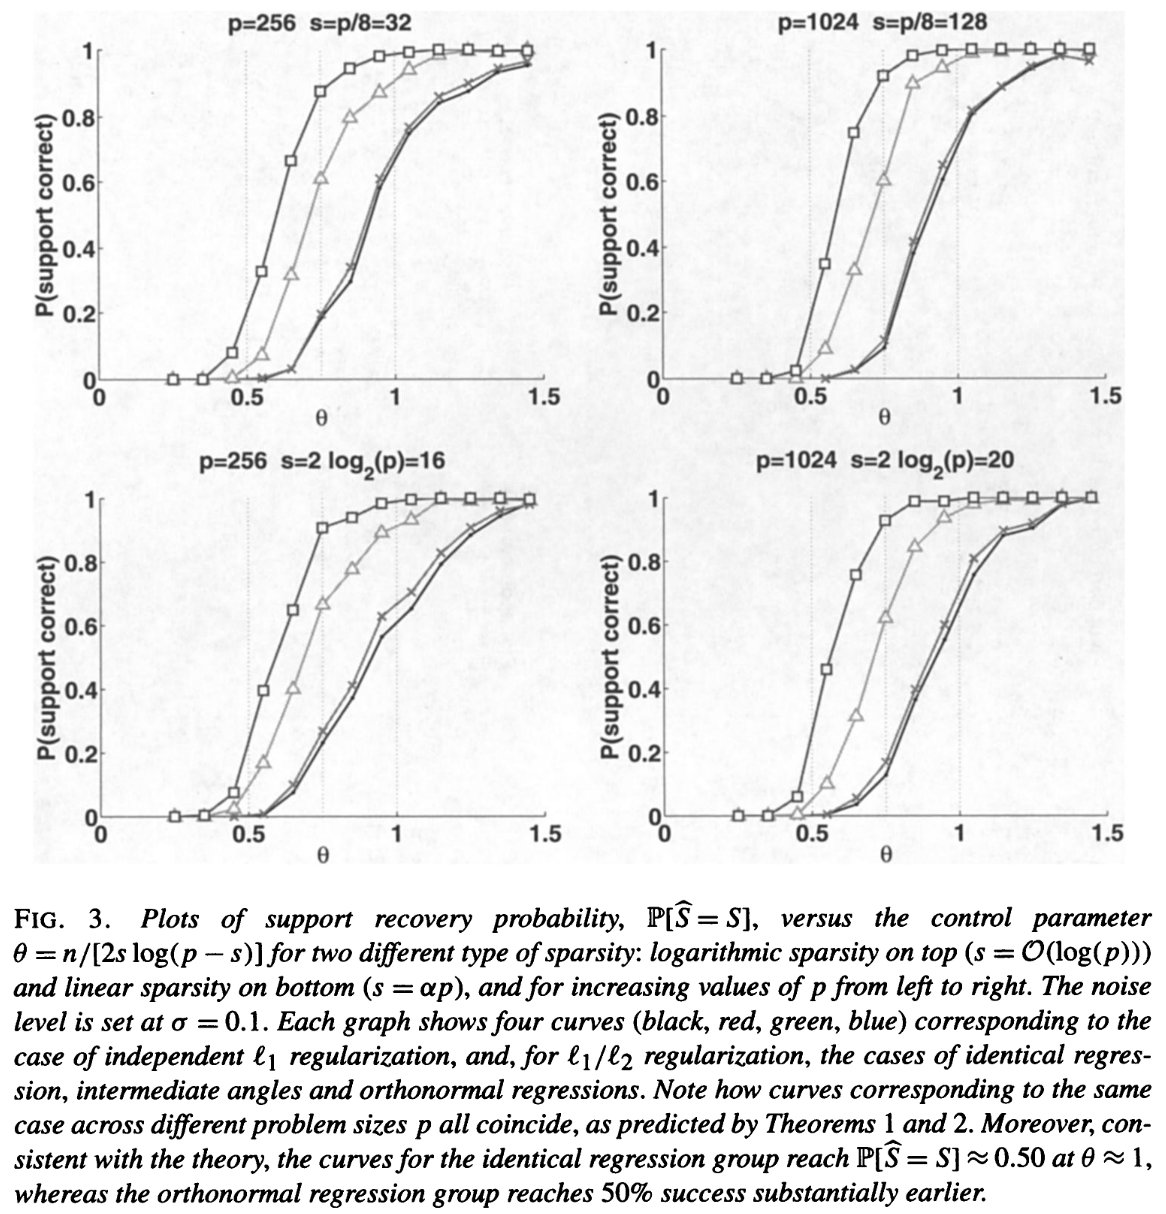 p=256 s=p/8=32
P(support correct)
1
0.8
0.6
0.4
0.2
0
0.5
1
1.5
θ
p=1024 s=p/8=128
P(support correct)
1
0.8
0.6
0.4
0.2
0
0.5
1
1.5
θ
p=256 s=2 log₂(p)=16
P(support correct)
1
0.8
0.6
0.4
0.2
0
0
0.5
1
1.5
θ
p=1024 s=2 log₂(p)=20
P(support correct)
1
0.8
0.6
0.4
0.2
0
0
0.5
1
1.5
θ
FIG. 3. Plots of support recovery probability, ℙ[Ŝ = S], versus the control parameter
θ = n/[2s log(p − s)] for two different type of sparsity: logarithmic sparsity on top (s = 𝒪(log(p)))
and linear sparsity on bottom (s = αp), and for increasing values of p from left to right. The noise
level is set at σ = 0.1. Each graph shows four curves (black, red, green, blue) corresponding to the
case of independent ℓ₁ regularization, and, for ℓ₁/ℓ₂ regularization, the cases of identical regres-
sion, intermediate angles and orthonormal regressions. Note how curves corresponding to the same
case across different problem sizes p all coincide, as predicted by Theorems 1 and 2. Moreover, con-
sistent with the theory, the curves for the identical regression group reach ℙ[Ŝ = S] ≈ 0.50 at θ ≈ 1,
whereas the orthonormal regression group reaches 50% success substantially earlier.